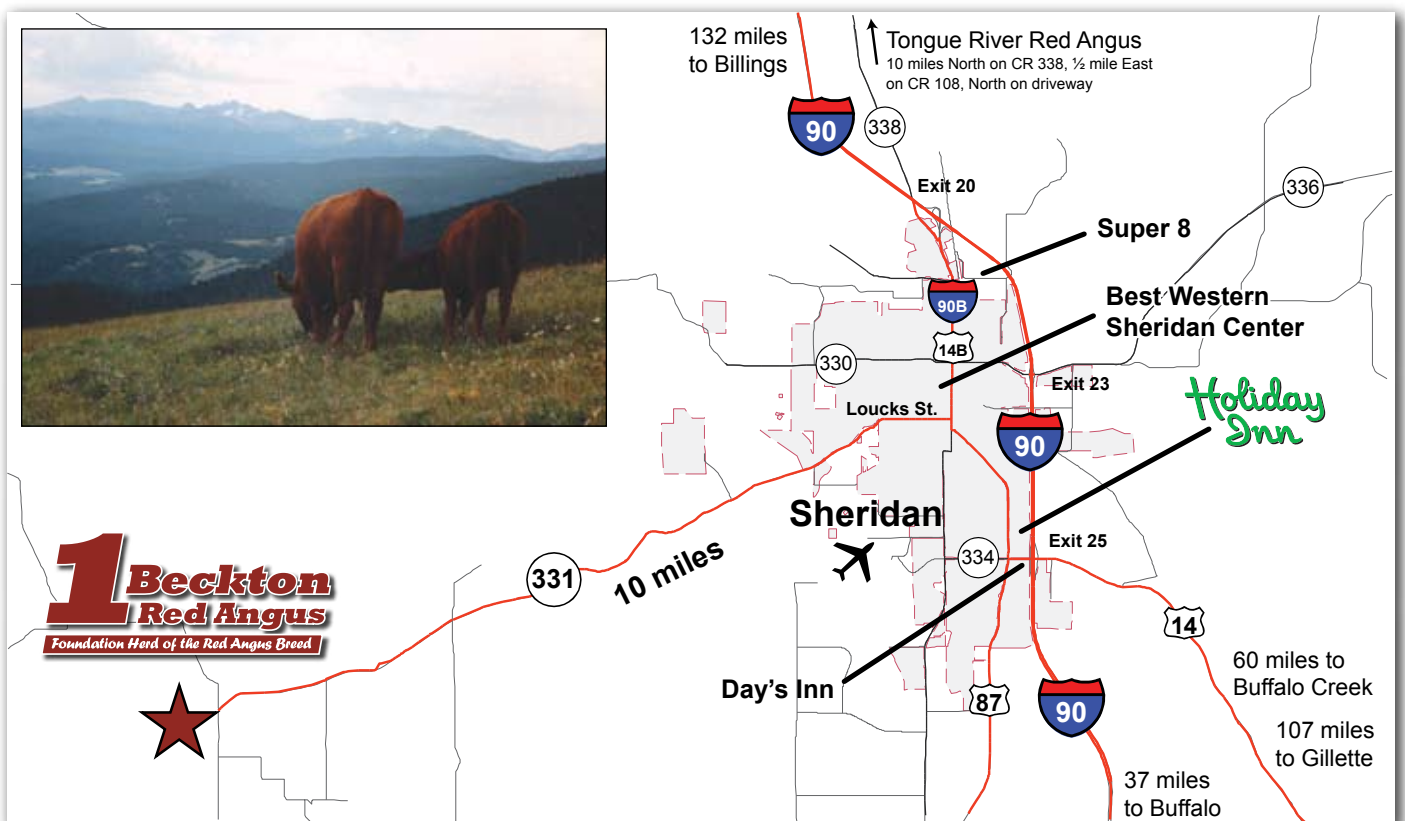 132 miles
to Billings
Tongue River Red Angus
10 miles North on CR 338, ½ mile East
on CR 108, North on driveway
90
338
336
Exit 20
Super 8
90B
Best Western
Sheridan Center
14B
330
Exit 23
Holiday
Inn
Loucks St.
90
Sheridan
Exit 25
334
331
10 miles
1 Beckton
Red Angus
Foundation Herd of the Red Angus Breed
14
Day's Inn
87
90
60 miles to
Buffalo Creek
107 miles
to Gillette
37 miles
to Buffalo